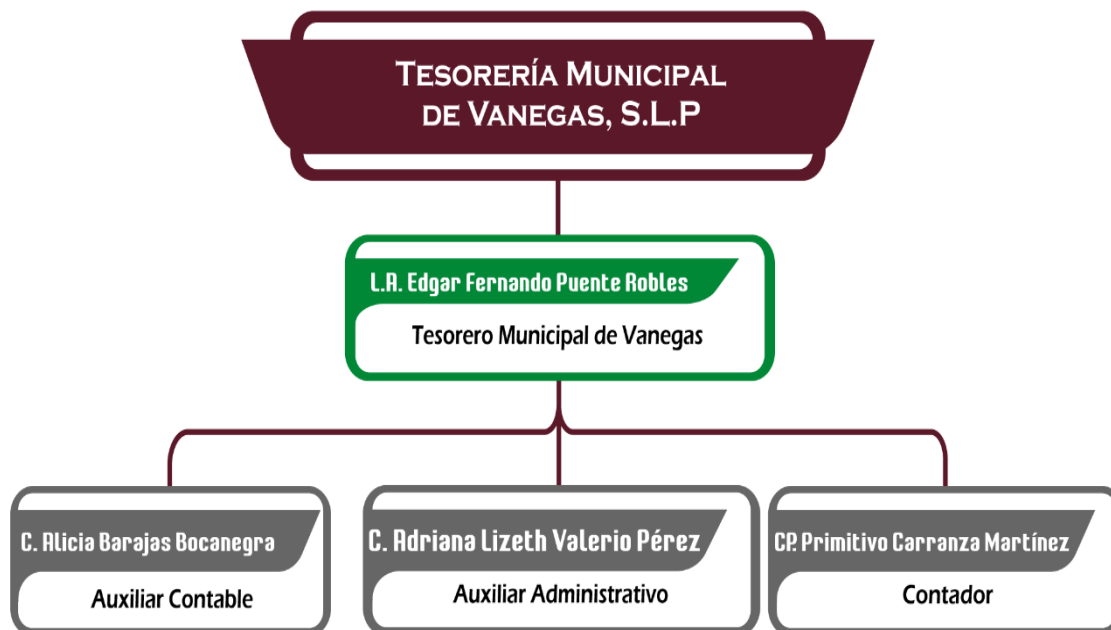 TESORERÍA MUNICIPAL
DE VANEGAS, S.L.P
L.A. Edgar Fernando Puente Robles
Tesorero Municipal de Vanegas
C. Alicia Barajas Bocanegra
Auxiliar Contable
C. Adriana Lizeth Valerio Pérez
Auxiliar Administrativo
CP. Primitivo Carranza Martínez
Contador